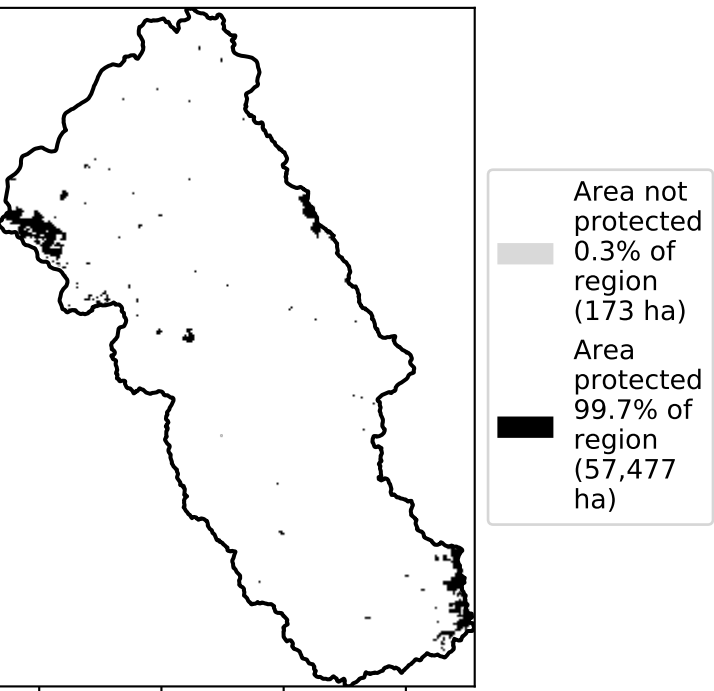 Area not
protected
0.3% of
region
(173 ha)
Area
protected
99.7% of
region
(57,477
ha)